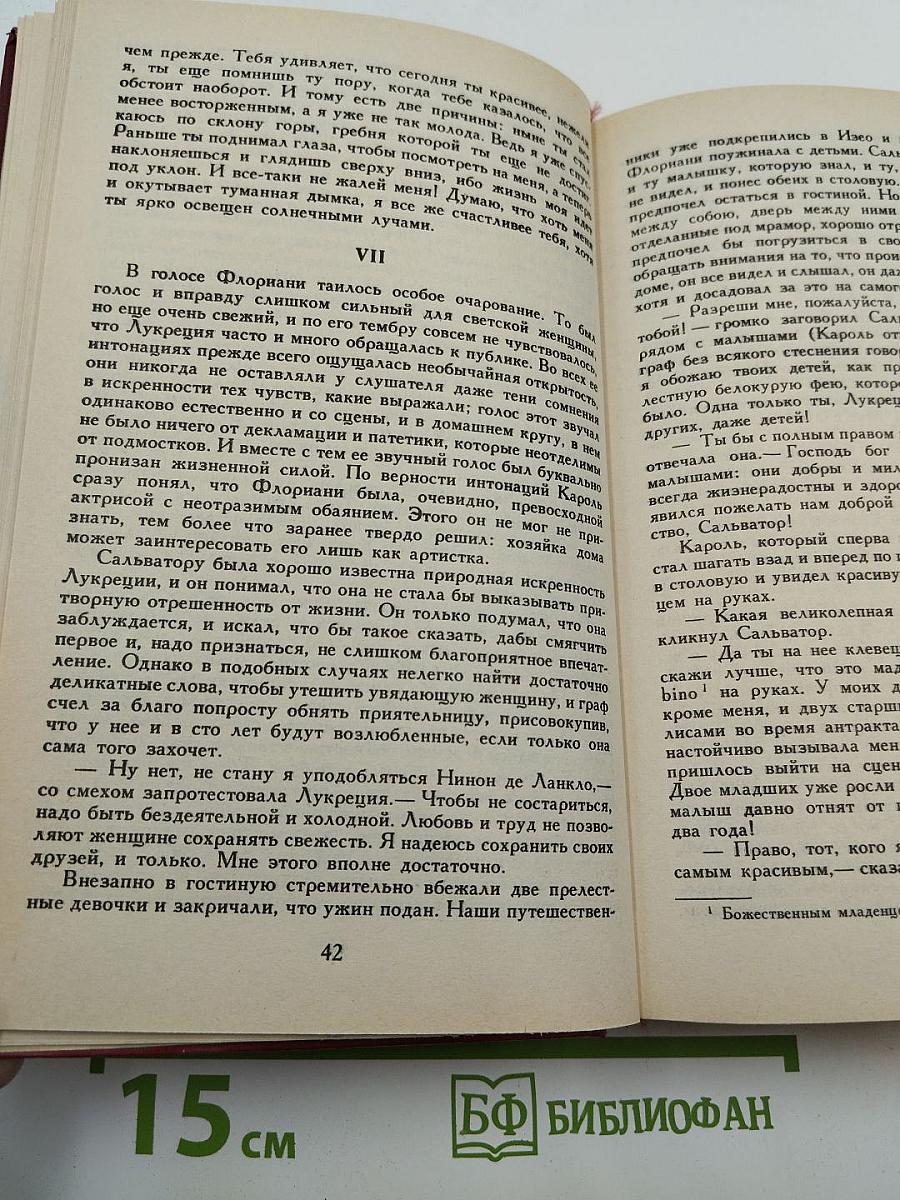 чем прежде. Тебя удивляет, что сегодня ты красивее, нежели
я, ты еще помнишь ту пору, когда тебе казалось, что
обстоит наоборот. И тому есть две причины: ныне ты стал
менее восторженным, а я уже не так молода. Ведь я уже спус-
каюсь по склону горы, гребня которой ты еще не достиг.
Раньше ты поднимал глаза, чтобы посмотреть на меня, а теперь
наклоняешься и глядишь сверху вниз, ибо жизнь моя идет
под уклон. И все-таки не жалей меня! Думаю, что хоть меня
и окутывает туманная дымка, я все же счастливее тебя, хотя
ты ярко освещен солнечными лучами.
VII
В голосе Флориани таилось особое очарование. То был
голос и вправду слишком сильный для светской женщины,
но еще очень свежий, и по его тембру совсем не чувствовалось,
что Лукреция часто и много обращалась к публике. Во всех ее
интонациях прежде всего ощущалась необычайная открытость,
они никогда не оставляли у слушателя даже тени сомнения
в искренности тех чувств, какие выражали; голос этот звучал
одинаково естественно и со сцены, и в домашнем кругу, в нем
не было ничего от декламации и патетики, которые неотделимы
от подмостков. И вместе с тем ее звучный голос был буквально
пронизан жизненной силой. По верности интонаций Кароль
сразу понял, что Флориани была, очевидно, превосходной
актрисой с неотразимым обаянием. Этого он не мог не при-
знать, тем более что заранее твердо решил: хозяйка дома
может заинтересовать его лишь как артистка.
Сальватору была хорошо известна природная искренность
Лукреции, и он понимал, что она не стала бы выказывать при-
творную отрешенность от жизни. Он только подумал, что она
заблуждается, и искал, что бы такое сказать, дабы смягчить
первое и, надо признаться, не слишком благоприятное впечат-
ление. Однако в подобных случаях нелегко найти достаточно
деликатные слова, чтобы утешить увядающую женщину, и граф
счел за благо попросту обнять приятельницу, присовокупив,
что у нее и в сто лет будут возлюбленные, если только она
сама того захочет.
— Ну нет, не стану я уподобляться Нинон де Ланкло,—
со смехом запротестовала Лукреция.— Чтобы не состариться,
надо быть бездеятельной и холодной. Любовь и труд не позво-
ляют женщине сохранять свежесть. Я надеюсь сохранить своих
друзей, и только. Мне этого вполне достаточно.
Внезапно в гостиную стремительно вбежали две прелест-
ные девочки и закричали, что ужин подан. Наши путешествен-
42
ники уже подкрепились в Изео и
Флориани поужинала с детьми.
и ту малышку, которую знал, и ту,
не видел, и понес обеих в столовую.
предпочел остаться в гостиной.
между собою, дверь между ними
отделанные под мрамор, хорошо
предпочел бы погрузиться в
обращать внимания на то, что
доме, он все видел и слышал, он
хотя и досадовал за это на
— Разреши мне, пожалуйста,
тобой! — громко заговорил
рядом с малышами (Кароль
граф без всякого стеснения
я обожаю твоих детей, как
лестную белокурую фею,
было. Одна только ты,
других, даже детей!
— Ты бы с полным правом
отвечала она.— Господь бог
малышами: они добры и
всегда жизнерадостны и
явился пожелать нам доброй
ство, Сальватор!
Кароль, который сперва
стал шагать взад и вперед по
в столовую и увидел
цем на руках.
— Какая великолепная
кликнул Сальватор.
— Да ты на нее
скажи лучше, что это
bino ¹ на руках. У моих
кроме меня, и двух
лисами во время антракта
настойчиво вызывала
пришлось выйти на
Двое младших уже росли
малыш давно отнят от
два года!
— Право, тот, кого я
самым красивым,—
¹ Божественным
15 см
БФ БИБЛИОФАН